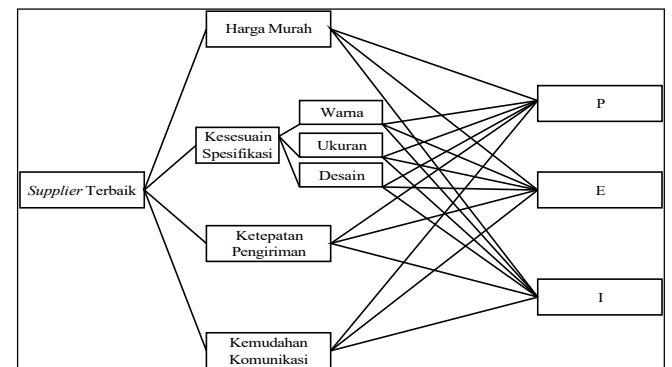 Harga Murah
Warna
Kesesuain
Spesifikasi
Ukuran
Desain
Supplier Terbaik
Ketepatan
Pengiriman
Kemudahan
Komunikasi
P
E
I